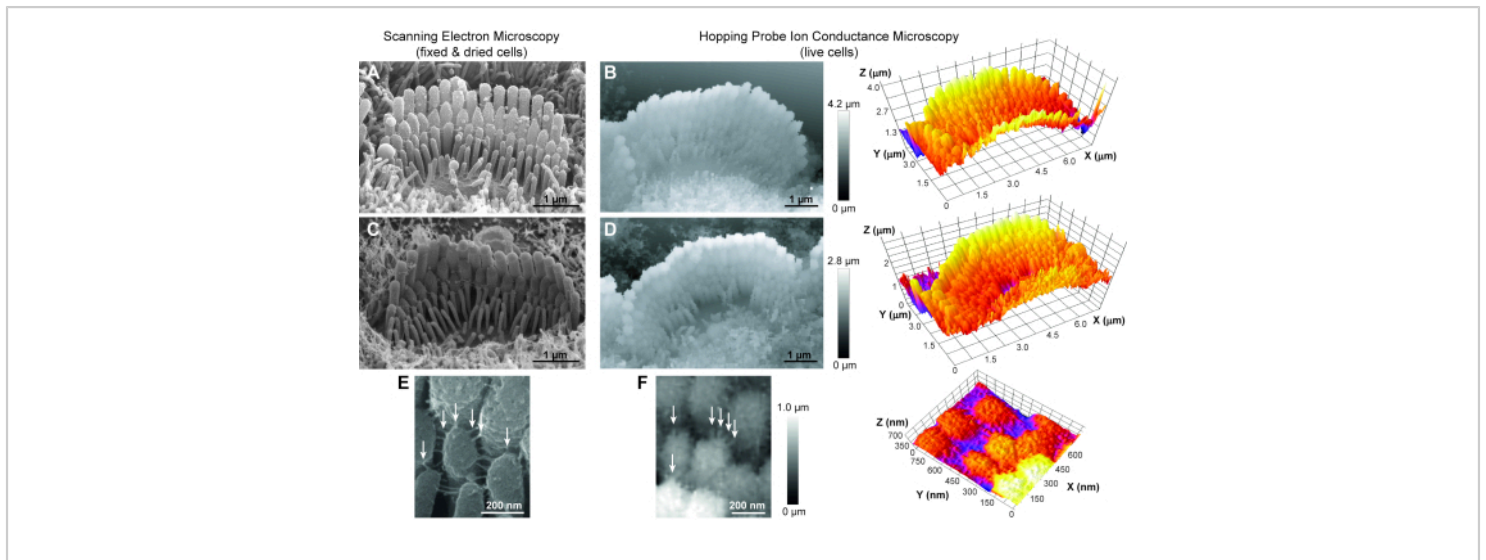 Scanning Electron Microscopy
(fixed & dried cells)
Hopping Probe Ion Conductance Microscopy
(live cells)
A
1 µm
B
1 µm
4.2 µm
0 µm
Z (µm)
4.0
2.7
1.3
Y (µm)
3.0
1.5
0
1.5
3.0
4.5
6.0
X (µm)
C
1 µm
D
1 µm
2.8 µm
0 µm
Z (µm)
2
1
0
Y (µm)
3.0
1.5
0
1.5
3.0
4.5
6.0
X (µm)
E
200 nm
F
200 nm
1.0 µm
0 µm
Z (nm)
700
350
0
750
600
450
300
150
Y (nm)
0
150
300
450
600
X (nm)